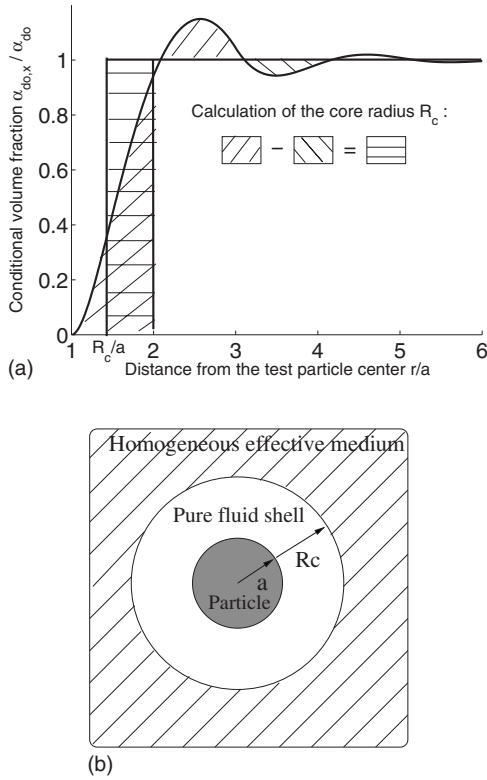 Conditional volume fraction α_do,x / α_do
1
0.8
0.6
0.4
0.2
0
Calculation of the core radius R_c :
− =
1 R_c/a 2 3 4 5 6
Distance from the test particle center r/a
(a)
Homogeneous effective medium
Pure fluid shell
Rc
a
Particle
(b)